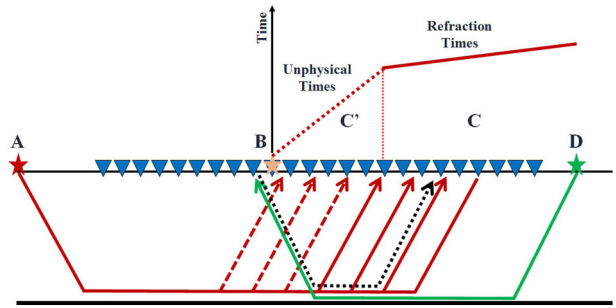 Time
Refraction
Times
Unphysical
Times
C' C
A B D